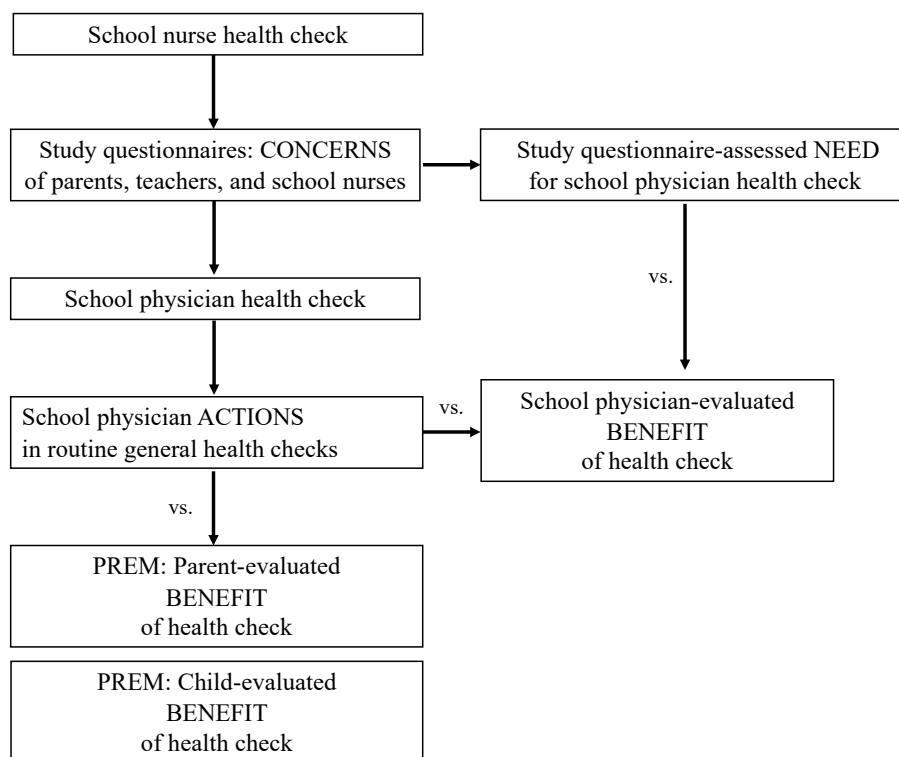 School nurse health check
Study questionnaires: CONCERNS
of parents, teachers, and school nurses
Study questionnaire-assessed NEED
for school physician health check
vs.
School physician health check
School physician ACTIONS
in routine general health checks
vs.
School physician-evaluated
BENEFIT
of health check
vs.
PREM: Parent-evaluated
BENEFIT
of health check
PREM: Child-evaluated
BENEFIT
of health check